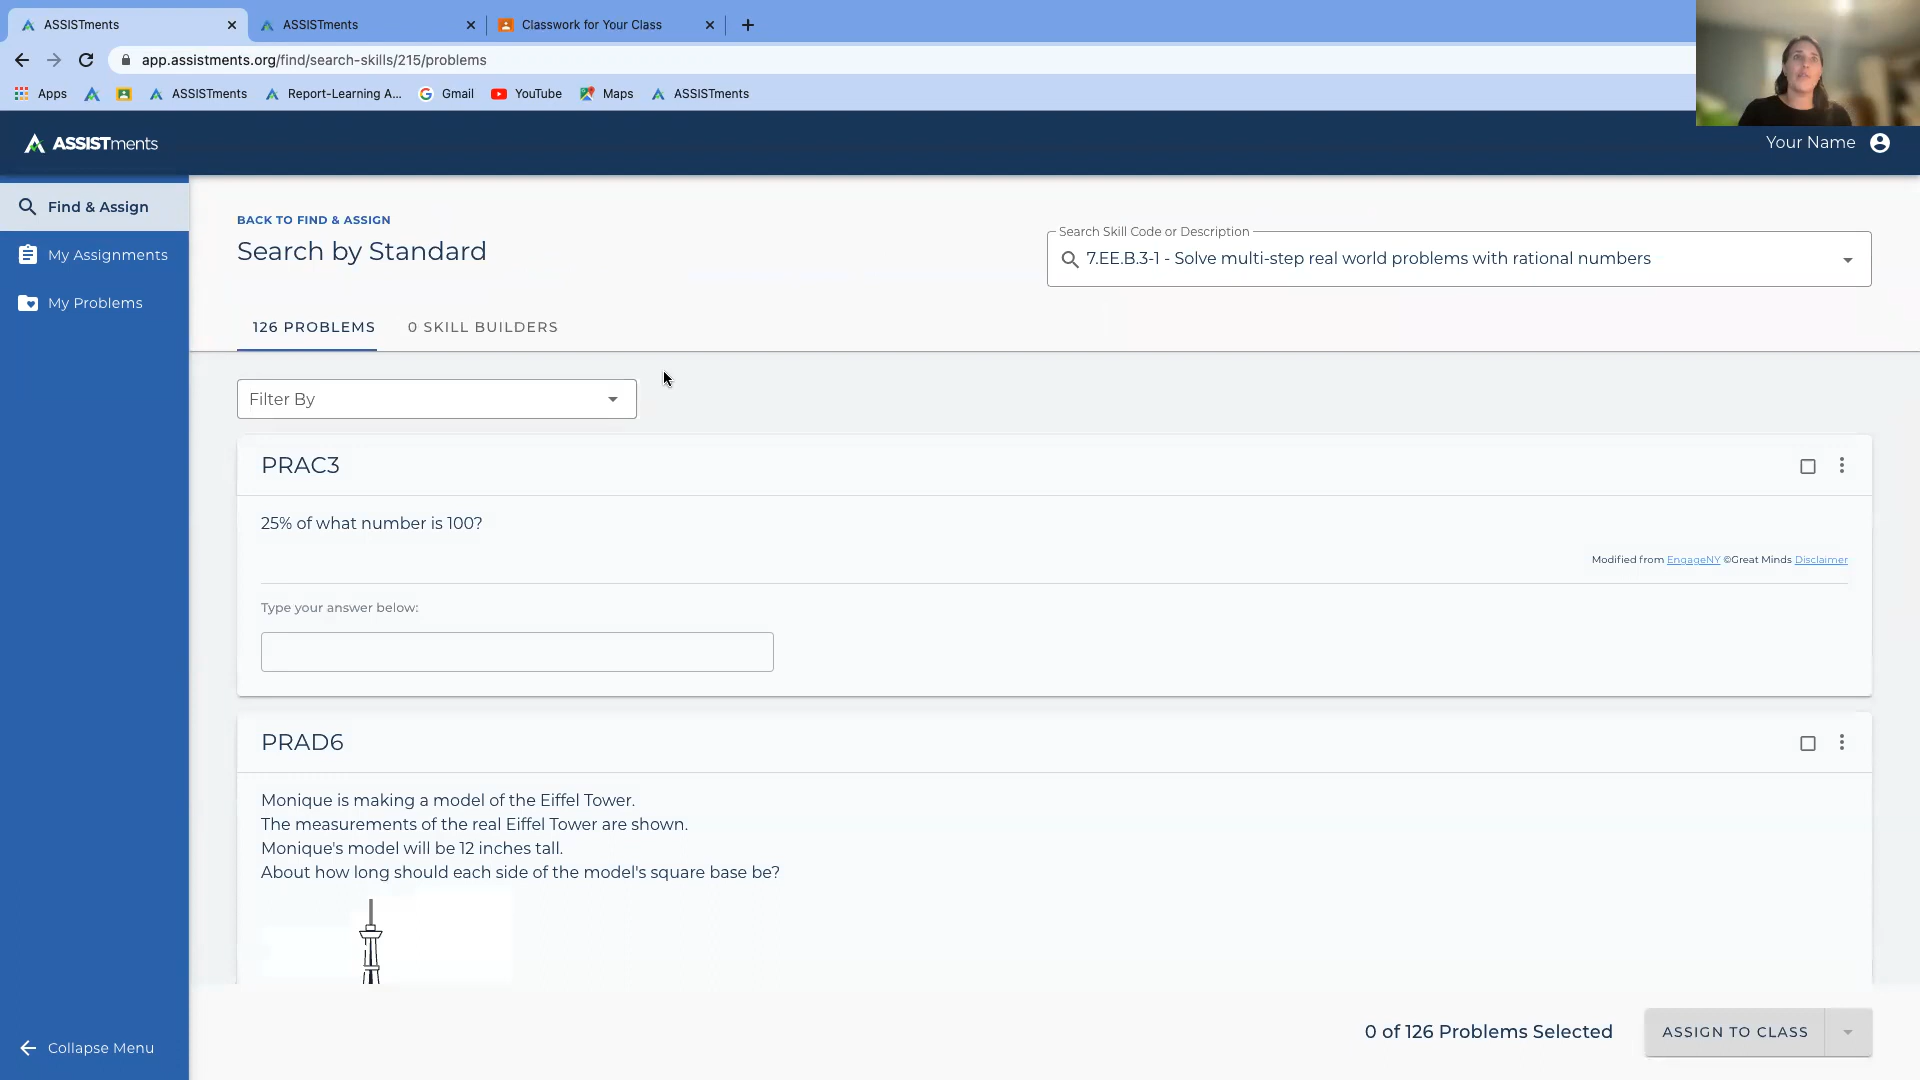 ASSISTments
ASSISTments
Classwork for Your Class
app.assistments.org/find/search-skills/215/problems
Apps
ASSISTments
Report-Learning A...
Gmail
YouTube
Maps
ASSISTments
ASSISTments
Your Name
Find & Assign
My Assignments
My Problems
Collapse Menu
BACK TO FIND & ASSIGN
Search by Standard
Search Skill Code or Description
7.EE.B.3-1 - Solve multi-step real world problems with rational numbers
126 PROBLEMS
0 SKILL BUILDERS
Filter By
PRAC3
25% of what number is 100?
Modified from EngageNY ©Great Minds Disclaimer
Type your answer below:
PRAD6
Monique is making a model of the Eiffel Tower.
The measurements of the real Eiffel Tower are shown.
Monique's model will be 12 inches tall.
About how long should each side of the model's square base be?
0 of 126 Problems Selected
ASSIGN TO CLASS